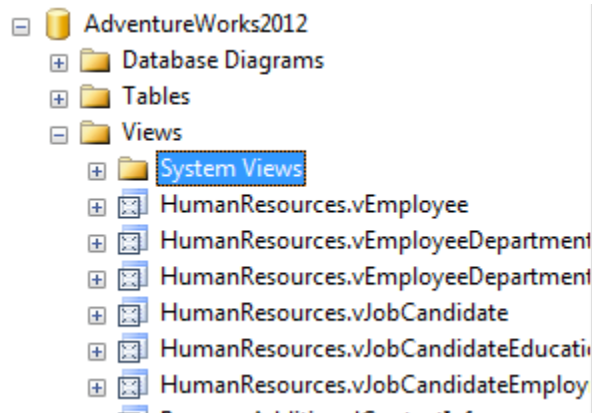 AdventureWorks2012
Database Diagrams
Tables
Views
System Views
HumanResources.vEmployee
HumanResources.vEmployeeDepartment
HumanResources.vEmployeeDepartment
HumanResources.vJobCandidate
HumanResources.vJobCandidateEducati
HumanResources.vJobCandidateEmploy